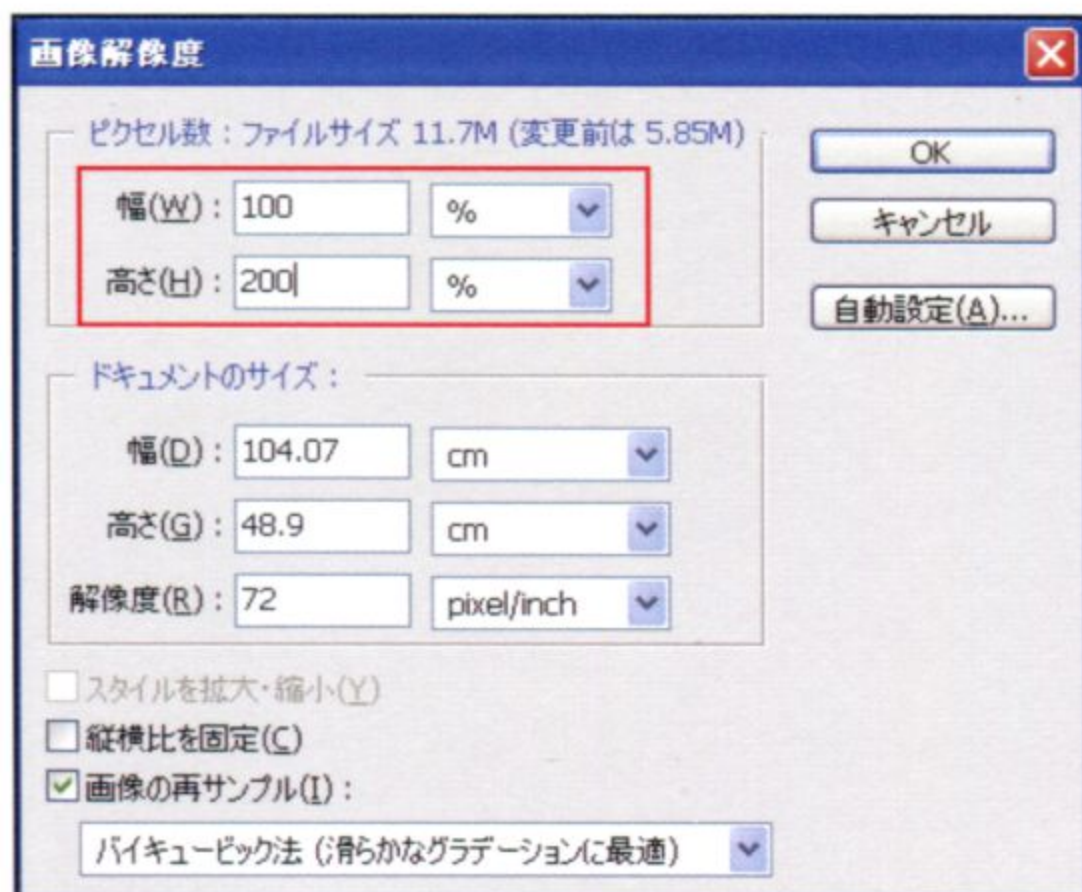 画像解像度
ピクセル数：ファイルサイズ 11.7M (変更前は 5.85M)
幅(W)：100 %
高さ(H)：200 %
OK
キャンセル
自動設定(A)...
ドキュメントのサイズ：
幅(D)：104.07 cm
高さ(G)：48.9 cm
解像度(R)：72 pixel/inch
スタイルを拡大・縮小(Y)
縦横比を固定(C)
画像の再サンプル(I)：
バイキュービック法 (滑らかなグラデーションに最適)